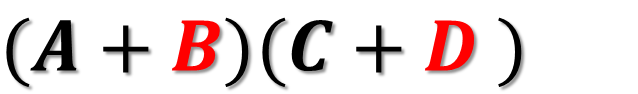 (A + B)(C + D )